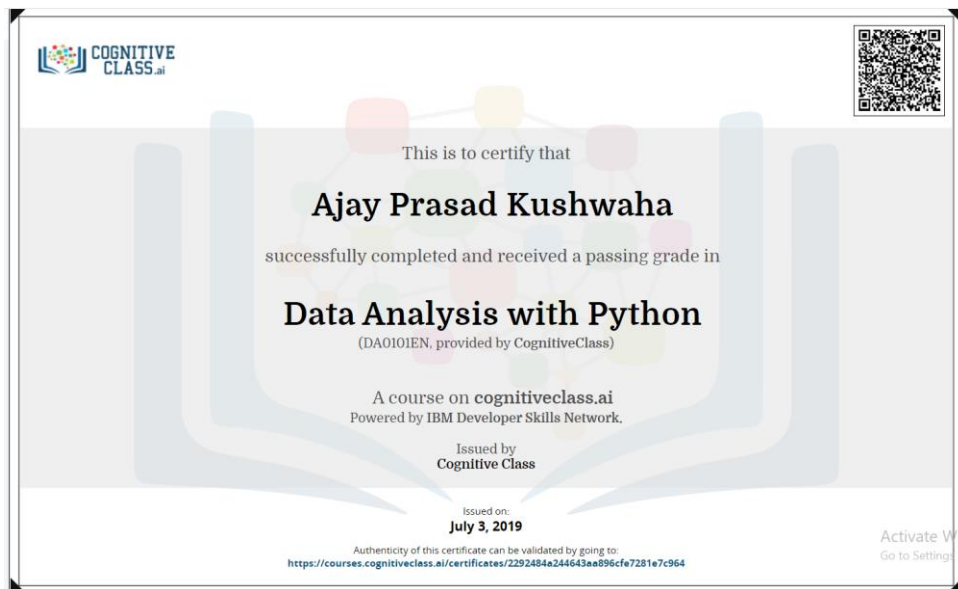 COGNITIVE
CLASS.ai
This is to certify that
Ajay Prasad Kushwaha
successfully completed and received a passing grade in
Data Analysis with Python
(DA0101EN, provided by CognitiveClass)
A course on cognitiveclass.ai
Powered by IBM Developer Skills Network.
Issued by
Cognitive Class
Issued on:
July 3, 2019
Authenticity of this certificate can be validated by going to:
https://courses.cognitiveclass.ai/certificates/2292484a244643aa896cfe7281e7c964
Activate W
Go to Settings